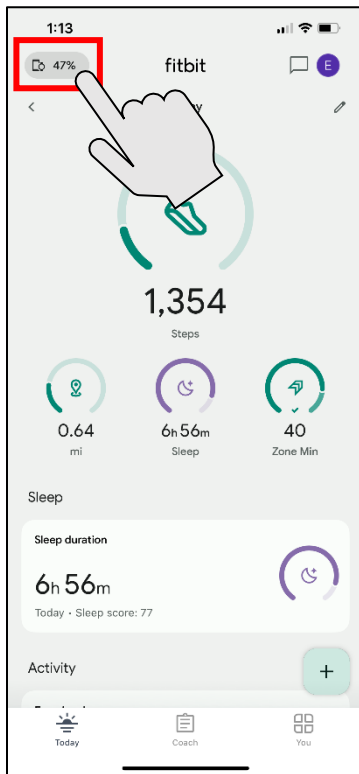 1:13
47%
fitbit
E
1,354
Steps
0.64
mi
6h 56m
Sleep
40
Zone Min
Sleep
Sleep duration
6h 56m
Today • Sleep score: 77
Activity
+
Today
Coach
You